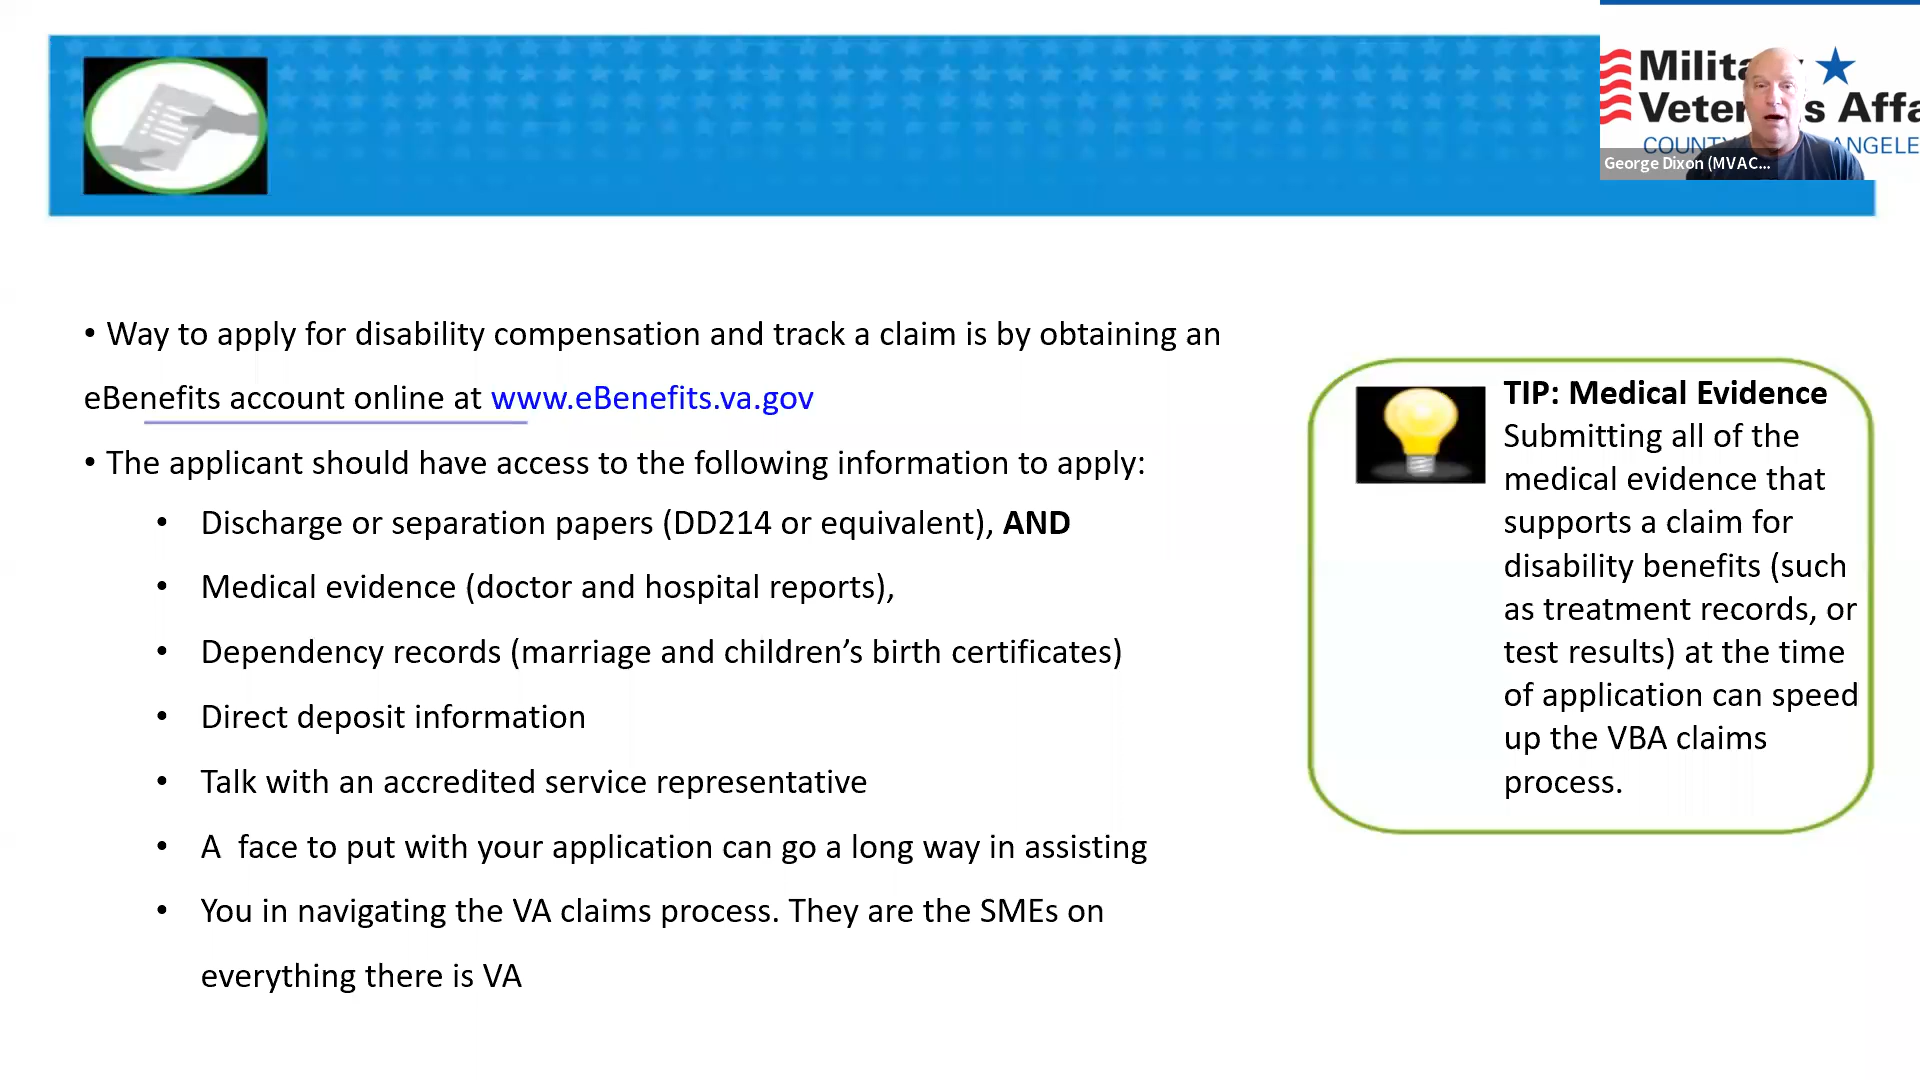 Military
Veterans Affa
COUNTY ANGELE
George Dixon (MVAC...
• Way to apply for disability compensation and track a claim is by obtaining an
eBenefits account online at www.eBenefits.va.gov
• The applicant should have access to the following information to apply:
• Discharge or separation papers (DD214 or equivalent), AND
• Medical evidence (doctor and hospital reports),
• Dependency records (marriage and children’s birth certificates)
• Direct deposit information
• Talk with an accredited service representative
• A  face to put with your application can go a long way in assisting
• You in navigating the VA claims process. They are the SMEs on
everything there is VA
TIP: Medical Evidence
Submitting all of the
medical evidence that
supports a claim for
disability benefits (such
as treatment records, or
test results) at the time
of application can speed
up the VBA claims
process.